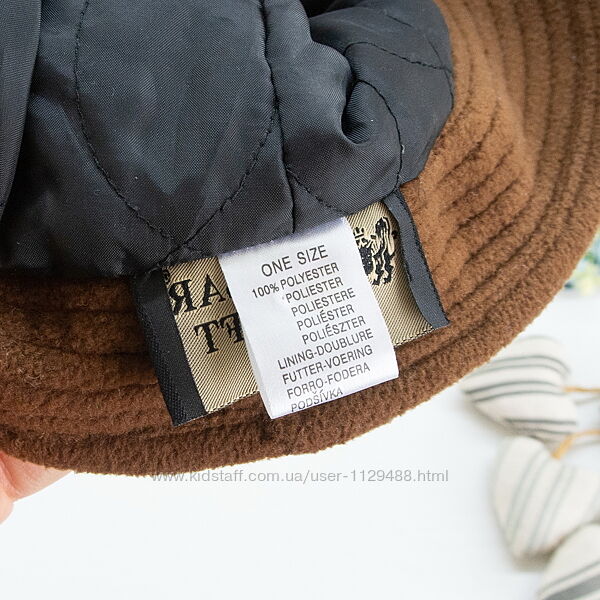 ONE SIZE
100% POLYESTER
POLIESTER
POLIESTERE
POLIÉSTER
POLIÉSZTER
LINING-DOUBLURE
FUTTER-VOERING
FORRO-FODERA
PODŠÍVKA
www.kidstaff.com.ua/user-1129488.html